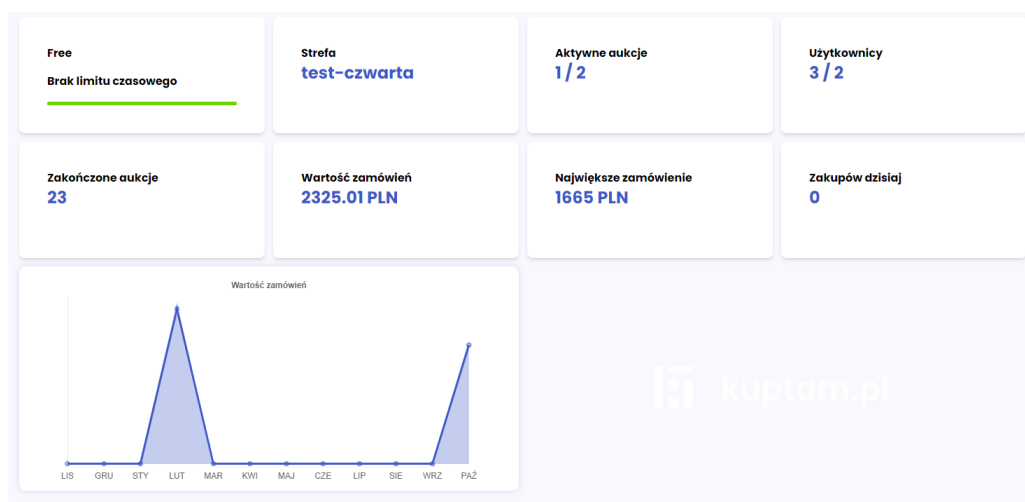 Free
Brak limitu czasowego
Strefa
test-czwarta
Aktywne aukcje
1 / 2
Użytkownicy
3 / 2
Zakończone aukcje
23
Wartość zamówień
2325.01 PLN
Największe zamówienie
1665 PLN
Zakupów dzisiaj
0
Wartość zamówień
LIS GRU STY LUT MAR KWI MAJ CZE LIP SIE WRZ PAŹ
kuptam.pl